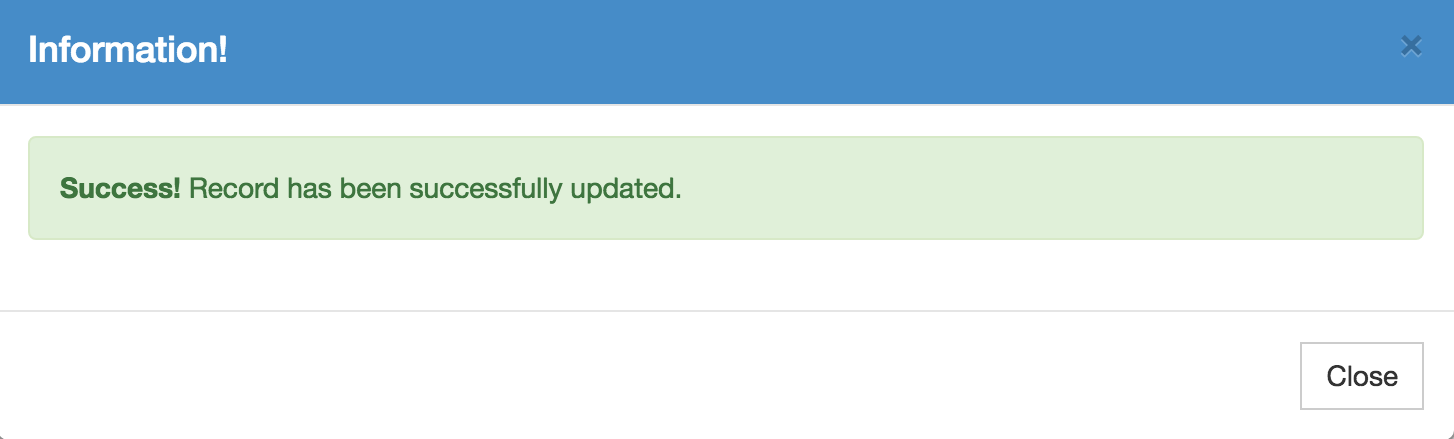 Information!
Success! Record has been successfully updated.
Close